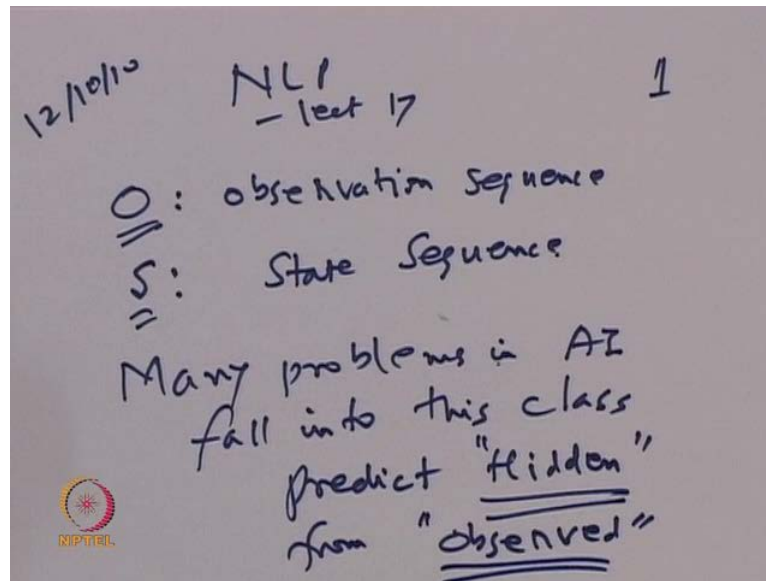 12/10/10 NLP 1
- lect 17
O : observation sequence
S : State Sequence
Many problems in AI
fall into this class
predict "Hidden"
from "observed"
NPTEL